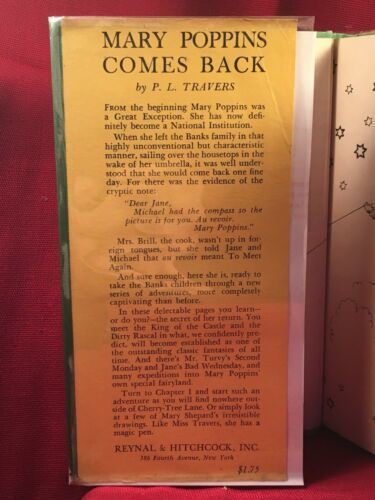 MARY POPPINS
COMES BACK
by P. L. TRAVERS
FROM the beginning Mary Poppins was
a Great Exception. She has now defi-
nitely become a National Institution.
When she left the Banks family in that
highly unconventional but characteristic
manner, sailing over the housetops in the
wake of her umbrella, it was well under-
stood that she would come back one fine
day. For there was the evidence of the
cryptic note:
"Dear Jane,
Michael had the compass so the
picture is for you. Au revoir.
Mary Poppins."
Mrs. Brill, the cook, wasn't up in for-
eign tongues, but she told Jane and
Michael that au revoir meant To Meet
Again.
And sure enough, here she is, ready to
take the Banks children through a new
series of adventures, more completely
captivating than before.
In these delectable pages you learn—
or do you?—the secret of her return. You
meet the King of the Castle and the
Dirty Rascal in what, we confidently pre-
dict, will become established as one of
the outstanding classic fantasies of all
time. And there's Mr. Turvy's Second
Monday and Jane's Bad Wednesday, and
many expeditions into Mary Poppins'
own special fairyland.
Turn to Chapter I and start such an
adventure as you will find nowhere out-
side of Cherry-Tree Lane. Or simply look
at a few of Mary Shepard's irresistible
drawings. Like Miss Travers, she has a
magic pen.
REYNAL & HITCHCOCK, INC.
386 Fourth Avenue, New York
$1.75